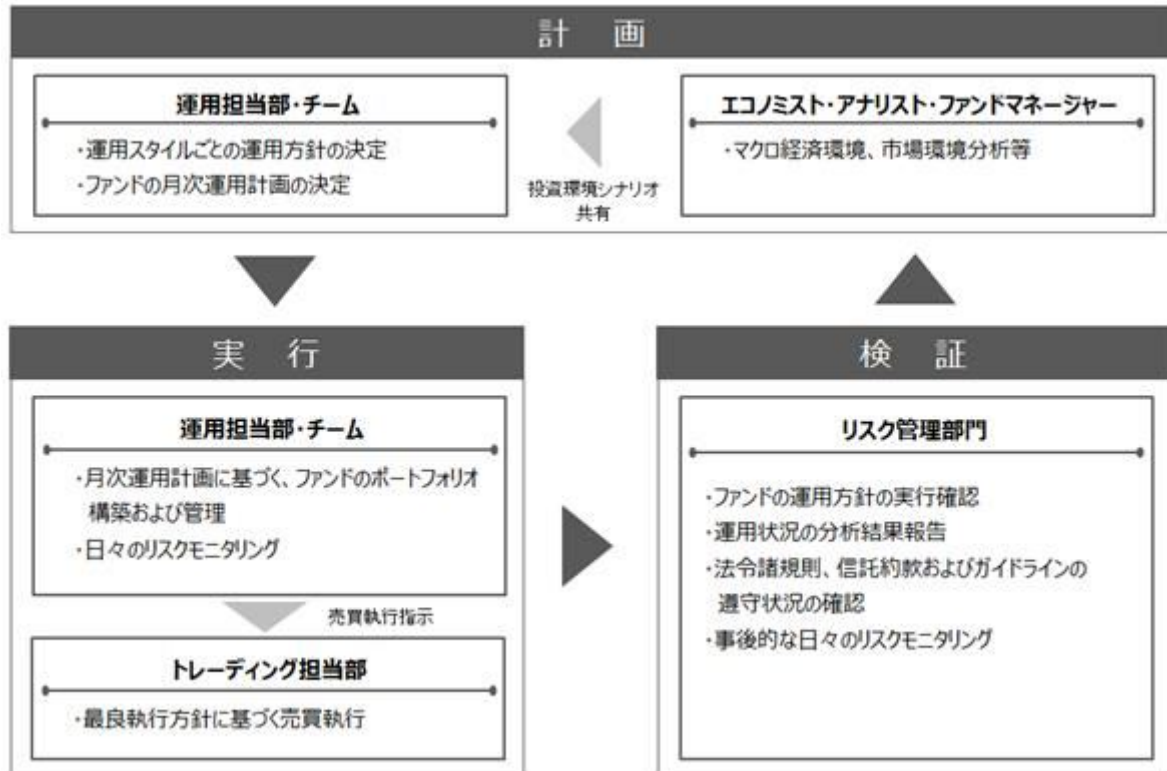 計 画
運用担当部・チーム
・運用スタイルごとの運用方針の決定
・ファンドの月次運用計画の決定
投資環境シナリオ
共有
エコノミスト・アナリスト・ファンドマネージャー
・マクロ経済環境、市場環境分析等
実 行
運用担当部・チーム
・月次運用計画に基づく、ファンドのポートフォリオ
構築および管理
・日々のリスクモニタリング
売買執行指示
トレーディング担当部
・最良執行方針に基づく売買執行
検 証
リスク管理部門
・ファンドの運用方針の実行確認
・運用状況の分析結果報告
・法令諸規則、信託約款およびガイドラインの
遵守状況の確認
・事後的な日々のリスクモニタリング